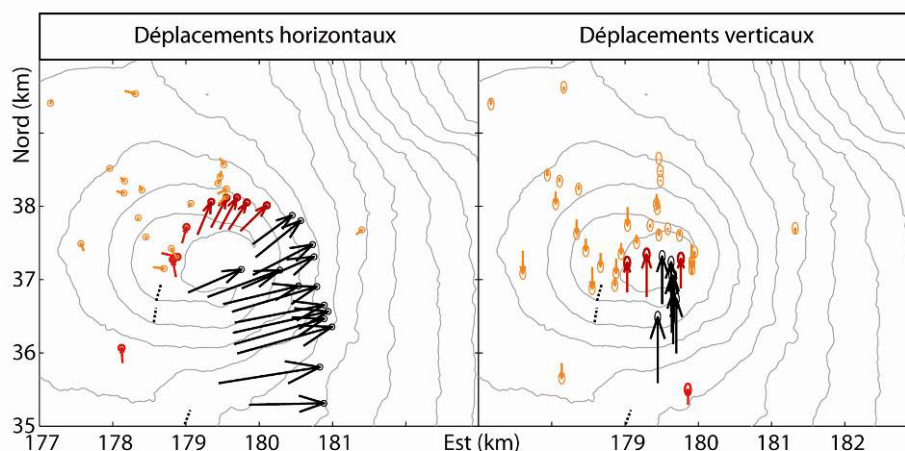 Déplacements horizontaux
Déplacements verticaux
Nord (km)
38
37
36
35
177 178 179 180 181 Est (km) 179 180 181 182